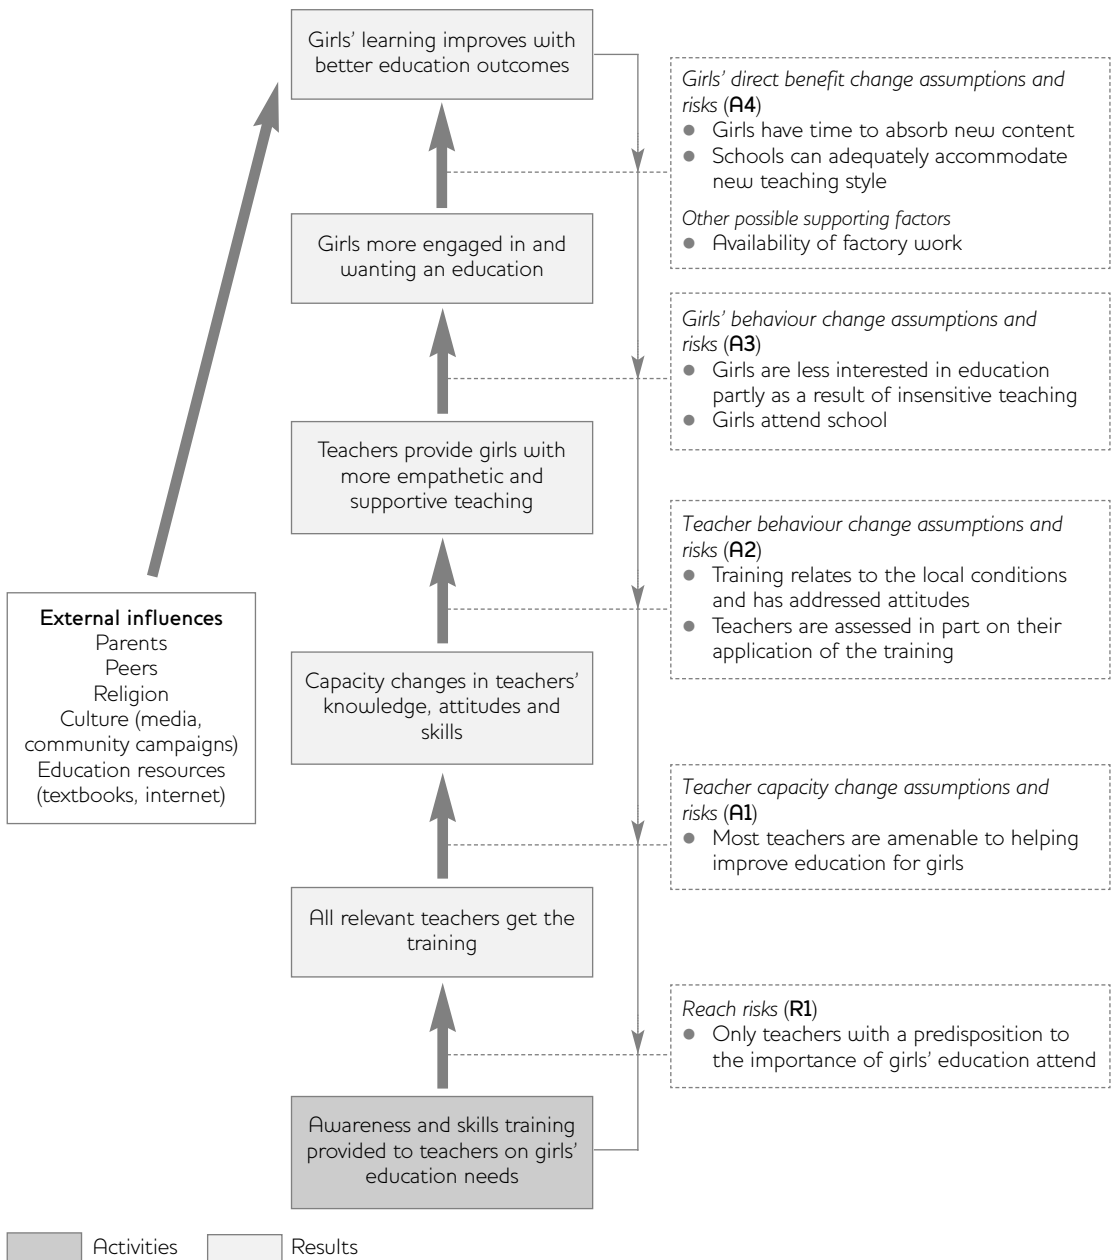 Girls' learning improves with
better education outcomes
Girls' direct benefit change assumptions and
risks (A4)
● Girls have time to absorb new content
● Schools can adequately accommodate
new teaching style
Other possible supporting factors
● Availability of factory work
Girls more engaged in and
wanting an education
Girls' behaviour change assumptions and
risks (A3)
● Girls are less interested in education
partly as a result of insensitive teaching
● Girls attend school
Teachers provide girls with
more empathetic and
supportive teaching
Teacher behaviour change assumptions and
risks (A2)
● Training relates to the local conditions
and has addressed attitudes
● Teachers are assessed in part on their
application of the training
External influences
Parents
Peers
Religion
Culture (media,
community campaigns)
Education resources
(textbooks, internet)
Capacity changes in teachers'
knowledge, attitudes and
skills
Teacher capacity change assumptions and
risks (A1)
● Most teachers are amenable to helping
improve education for girls
All relevant teachers get the
training
Reach risks (R1)
● Only teachers with a predisposition to
the importance of girls' education attend
Awareness and skills training
provided to teachers on girls'
education needs
Activities
Results